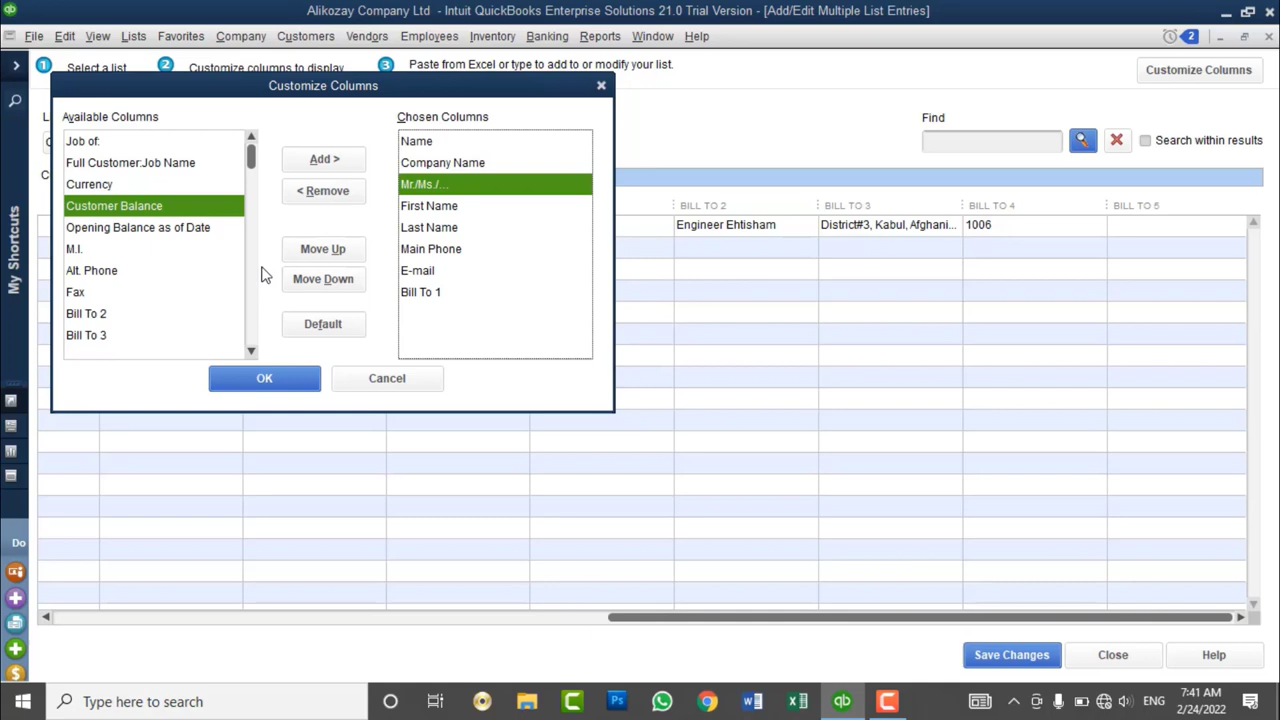 Alikozay Company Ltd - Intuit QuickBooks Enterprise Solutions 21.0 Trial Version - [Add/Edit Multiple List Entries]
File Edit View Lists Favorites Company Customers Vendors Employees Inventory Banking Reports Window Help
2
1 Select a list 2 Customize columns to display 3 Paste from Excel or type to add to or modify your list.
Customize Columns
Customize Columns
Available Columns
Job of:
Full Customer:Job Name
Currency
Customer Balance
Opening Balance as of Date
M.I.
Alt. Phone
Fax
Bill To 2
Bill To 3
Add >
< Remove
Move Up
Move Down
Default
Chosen Columns
Name
Company Name
Mr./Ms./...
First Name
Last Name
Main Phone
E-mail
Bill To 1
OK Cancel
Find
Search within results
BILL TO 2 BILL TO 3 BILL TO 4 BILL TO 5
Engineer Ehtisham District#3, Kabul, Afghani... 1006
My Shortcuts
Do
Save Changes Close Help
Type here to search
ENG
7:41 AM
2/24/2022